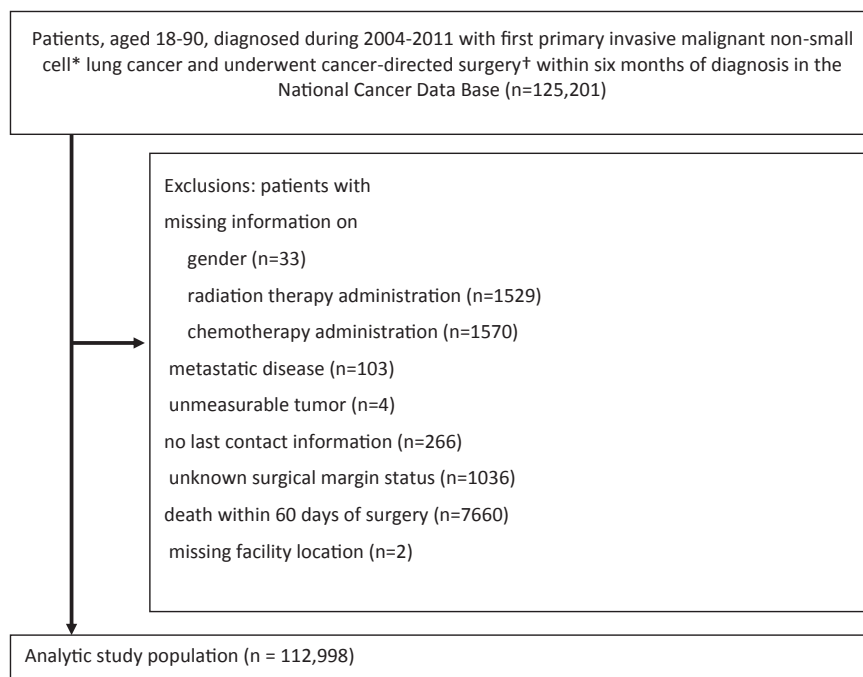 Patients, aged 18-90, diagnosed during 2004-2011 with first primary invasive malignant non-small
cell* lung cancer and underwent cancer-directed surgery† within six months of diagnosis in the
National Cancer Data Base (n=125,201)
Exclusions: patients with
missing information on
gender (n=33)
radiation therapy administration (n=1529)
chemotherapy administration (n=1570)
metastatic disease (n=103)
unmeasurable tumor (n=4)
no last contact information (n=266)
unknown surgical margin status (n=1036)
death within 60 days of surgery (n=7660)
missing facility location (n=2)
Analytic study population (n = 112,998)